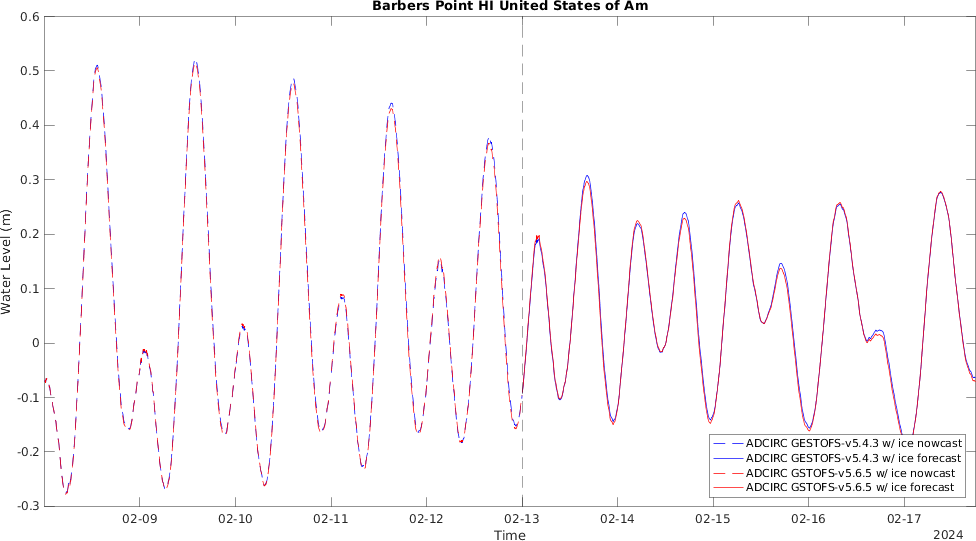 Barbers Point HI United States of Am
Water Level (m)
0.6
0.5
0.4
0.3
0.2
0.1
0
-0.1
-0.2
-0.3
02-09
02-10
02-11
02-12
02-13
02-14
02-15
02-16
02-17
Time
2024
ADCIRC GESTOFS-v5.4.3 w/ ice nowcast
ADCIRC GESTOFS-v5.4.3 w/ ice forecast
ADCIRC GSTOFS-v5.6.5 w/ ice nowcast
ADCIRC GSTOFS-v5.6.5 w/ ice forecast